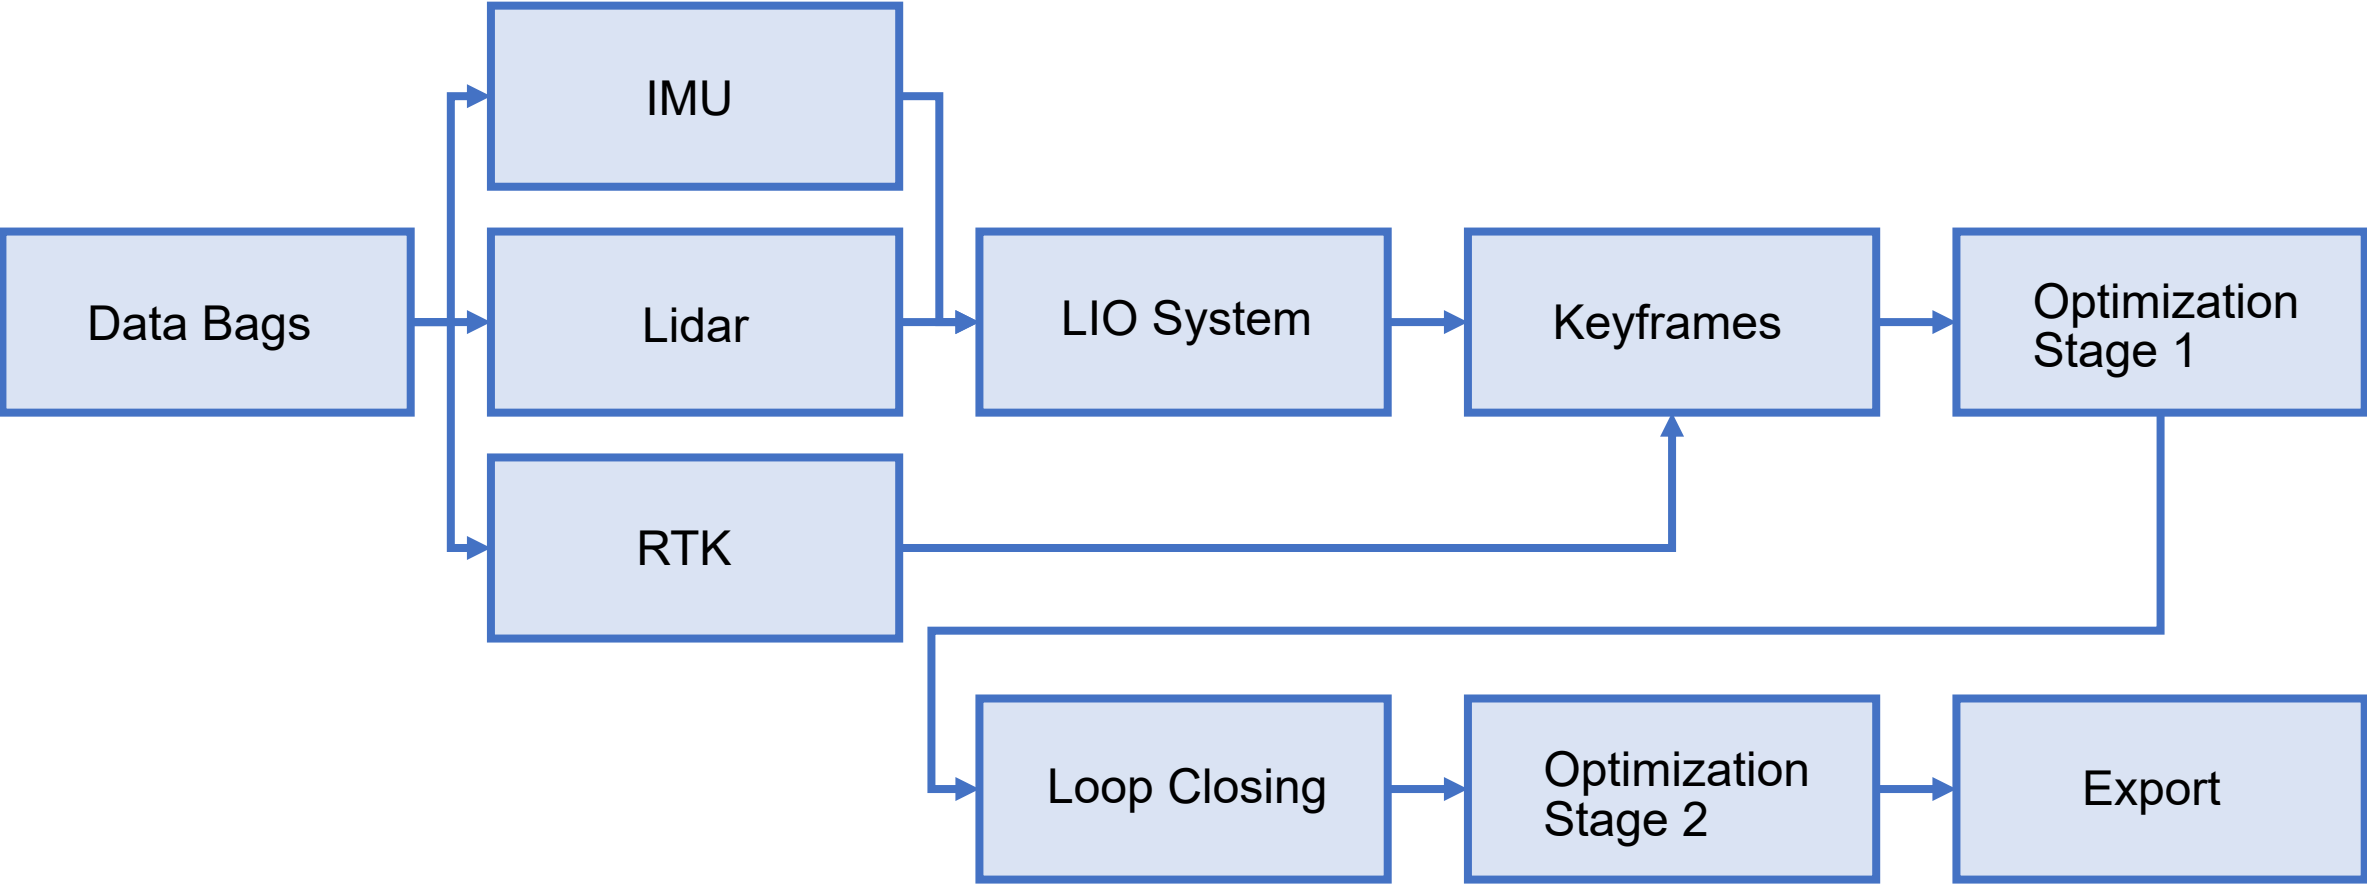 IMU
Data Bags
Lidar
LIO System
Keyframes
Optimization
Stage 1
RTK
Loop Closing
Optimization
Stage 2
Export